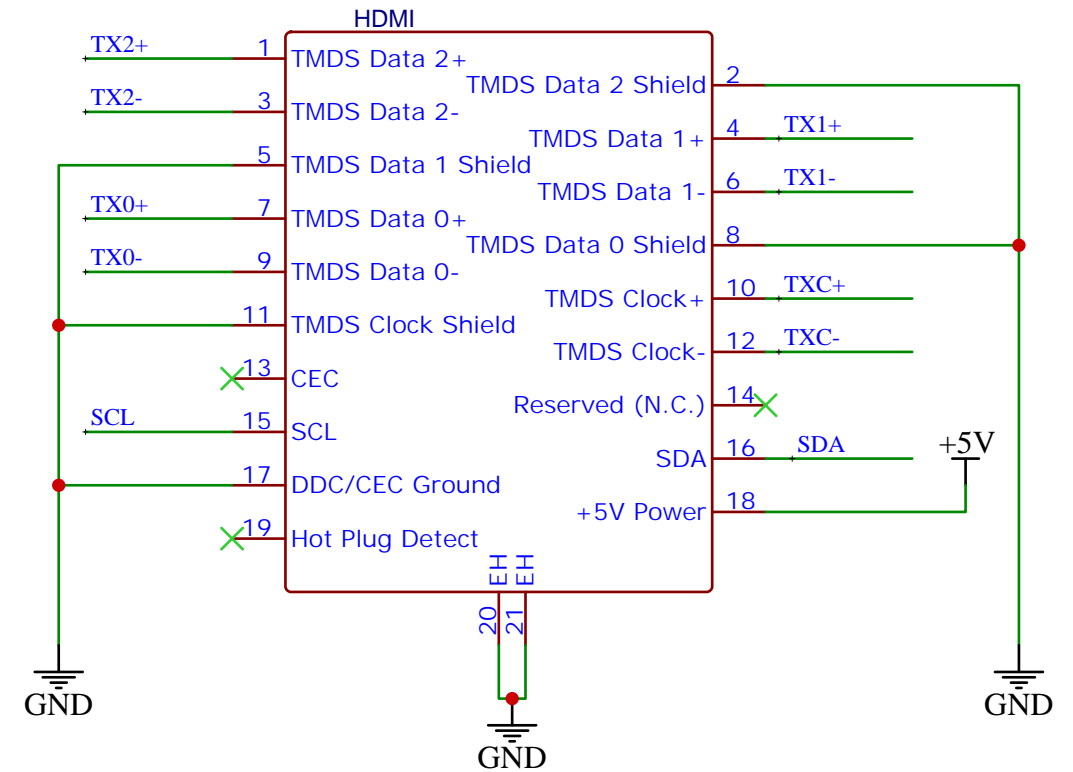 HDMI
TX2+ 1 TMDS Data 2+
TMDS Data 2 Shield 2
TX2- 3 TMDS Data 2-
TMDS Data 1+ 4 TX1+
5 TMDS Data 1 Shield
TMDS Data 1- 6 TX1-
TX0+ 7 TMDS Data 0+
TMDS Data 0 Shield 8
TX0- 9 TMDS Data 0-
TMDS Clock+ 10 TXC+
11 TMDS Clock Shield
TMDS Clock- 12 TXC-
13 CEC
Reserved (N.C.) 14
SCL 15 SCL
SDA 16 SDA +5V
17 DDC/CEC Ground
+5V Power 18
19 Hot Plug Detect
EH EH
20 21
GND GND
GND